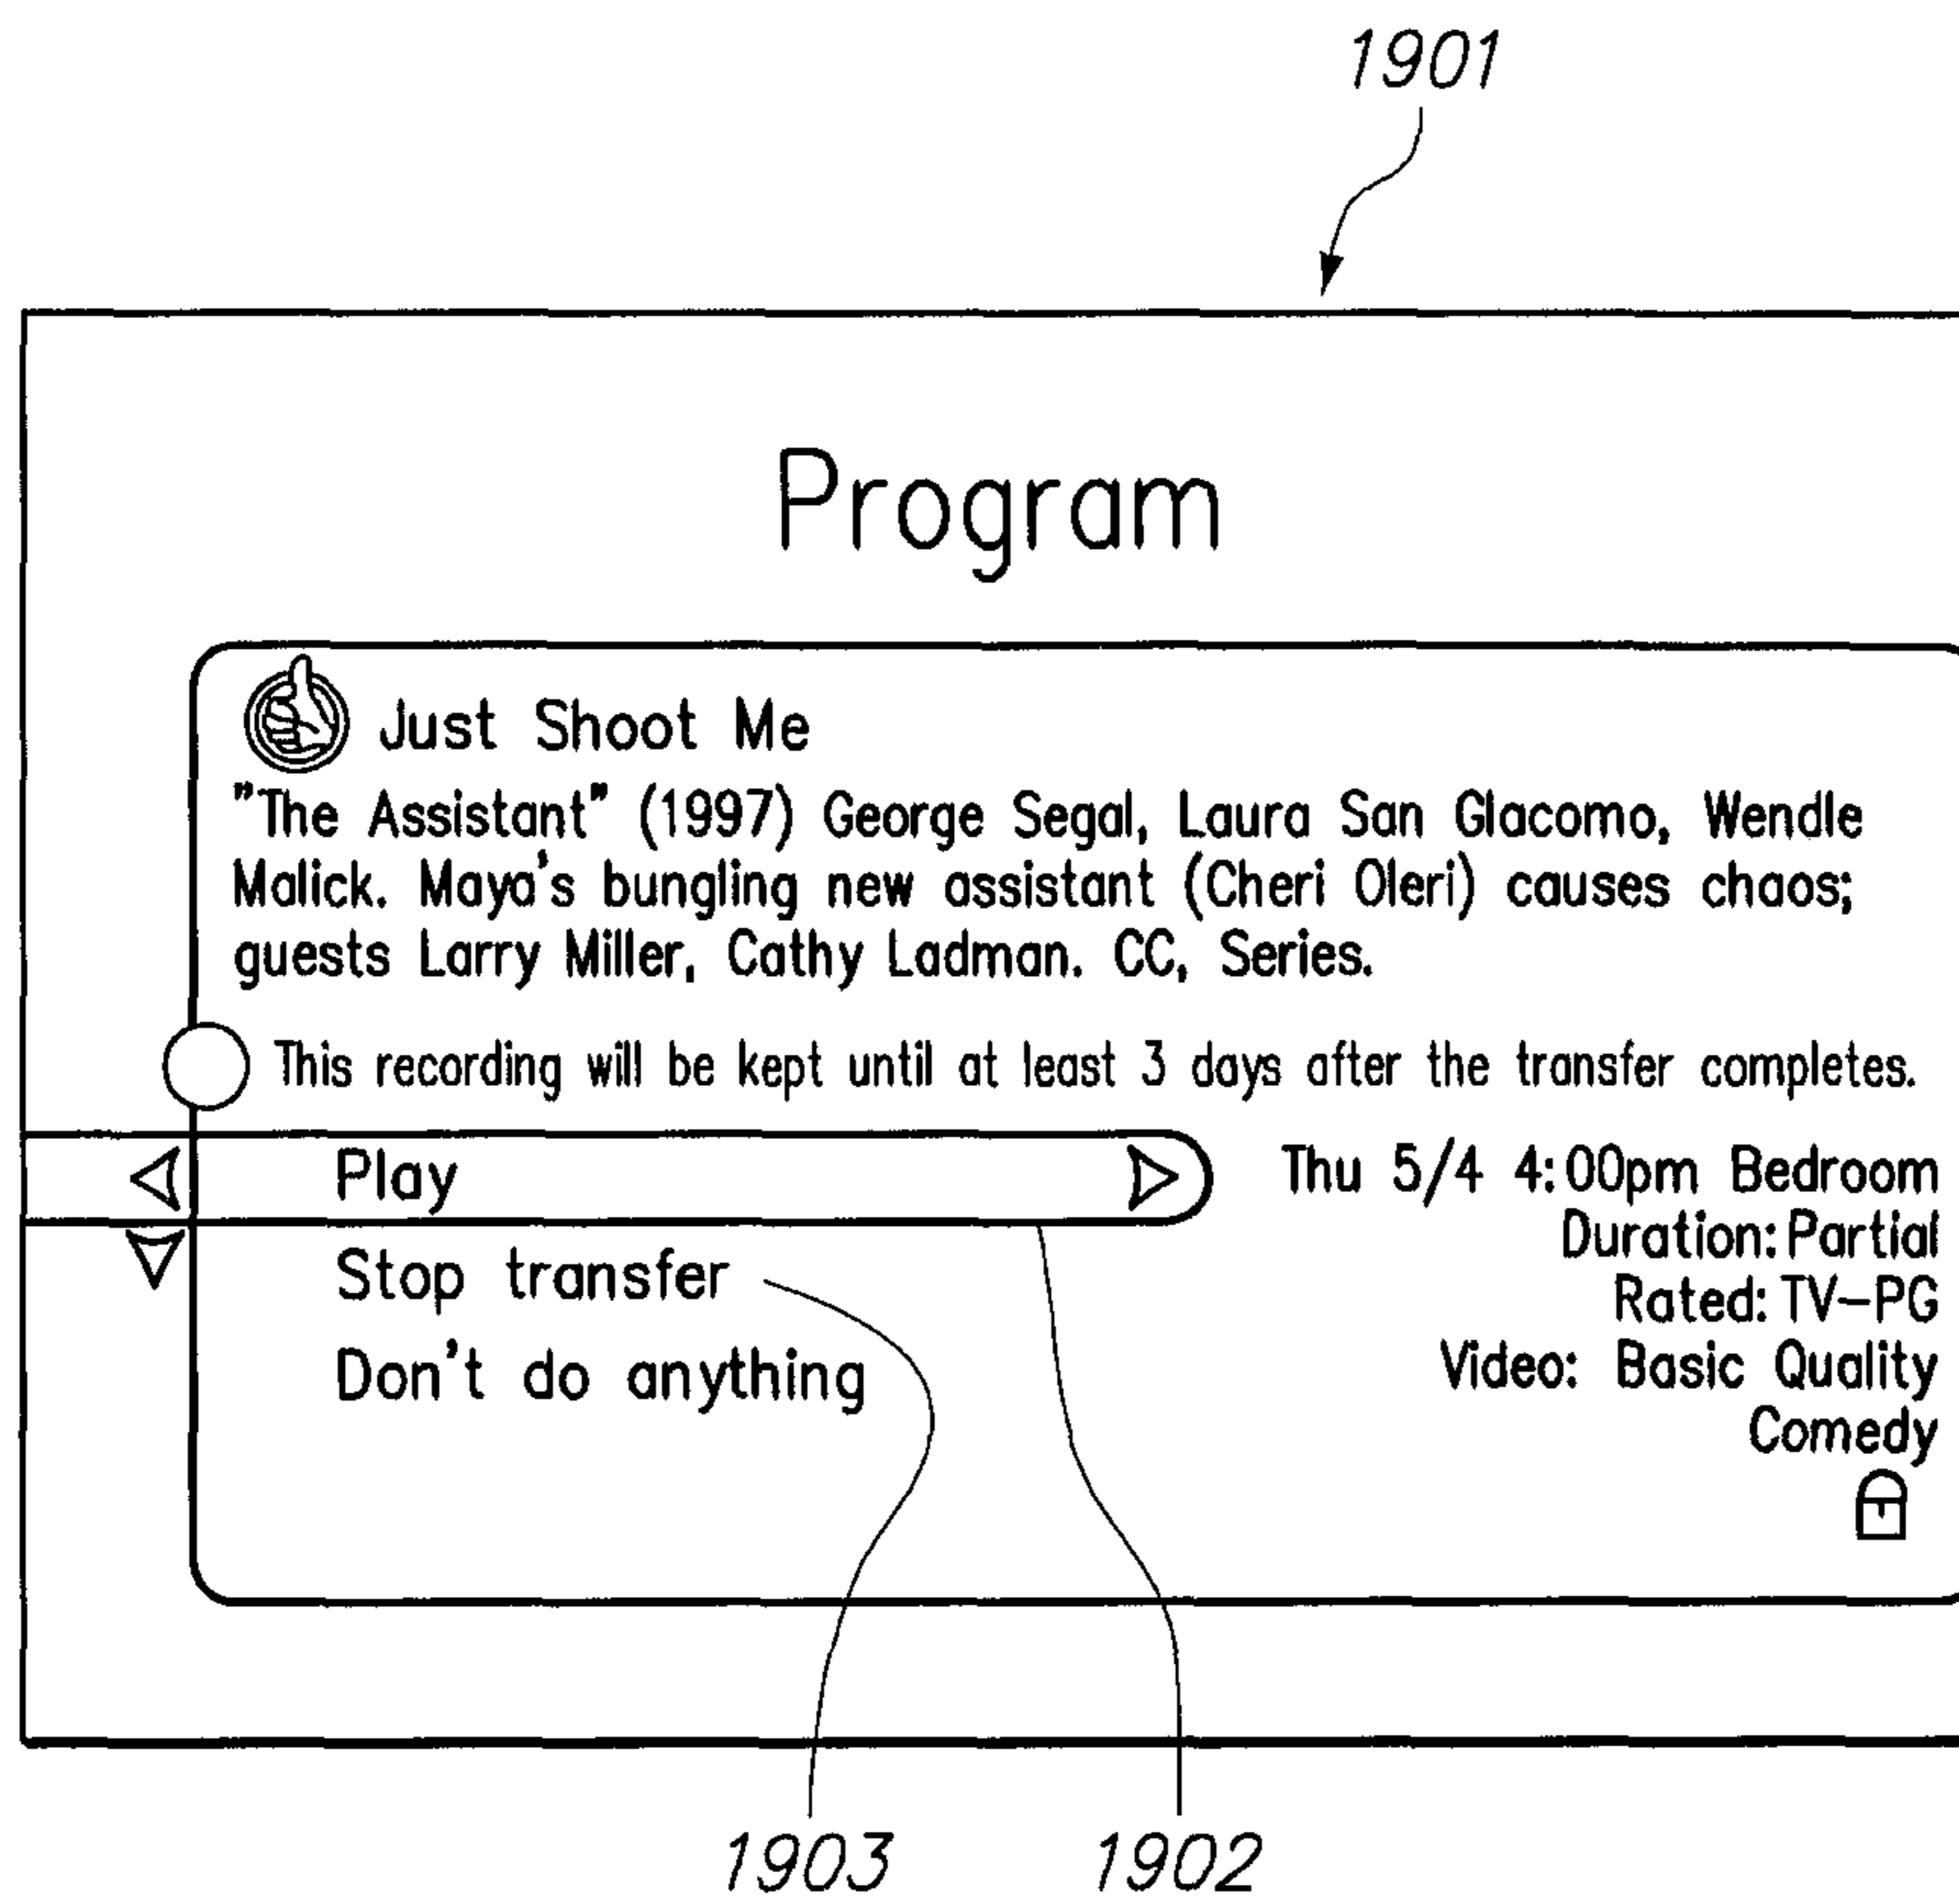 1901
Program
Just Shoot Me
"The Assistant" (1997) George Segal, Laura San Glacomo, Wendle
Malick. Maya's bungling new assistant (Cheri Oleri) causes chaos;
guests Larry Miller, Cathy Ladman. CC, Series.
This recording will be kept until at least 3 days after the transfer completes.
Play
Thu 5/4 4:00pm Bedroom
Duration: Partial
Stop transfer
Rated: TV-PG
Don't do anything
Video: Basic Quality
Comedy
1903
1902